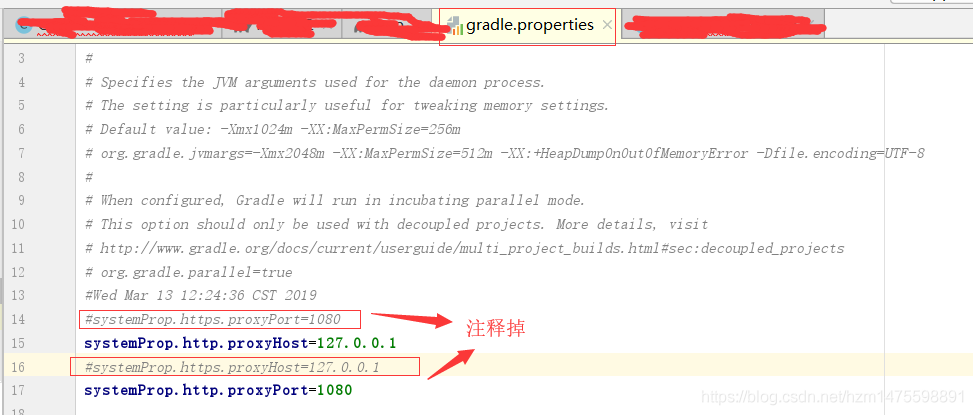 gradle.properties
3 #
4 # Specifies the JVM arguments used for the daemon process.
5 # The setting is particularly useful for tweaking memory settings.
6 # Default value: -Xmx1024m -XX:MaxPermSize=256m
7 # org.gradle.jvmargs=-Xmx2048m -XX:MaxPermSize=512m -XX:+HeapDumpOnOutOfMemoryError -Dfile.encoding=UTF-8
8 #
9 # When configured, Gradle will run in incubating parallel mode.
10 # This option should only be used with decoupled projects. More details, visit
11 # http://www.gradle.org/docs/current/userguide/multi_project_builds.html#sec:decoupled_projects
12 # org.gradle.parallel=true
13 #Wed Mar 13 12:24:36 CST 2019
14 #systemProp.https.proxyPort=1080
注释掉
15 systemProp.http.proxyHost=127.0.0.1
16 #systemProp.https.proxyHost=127.0.0.1
17 systemProp.http.proxyPort=1080
https://blog.csdn.net/hzm1475598891